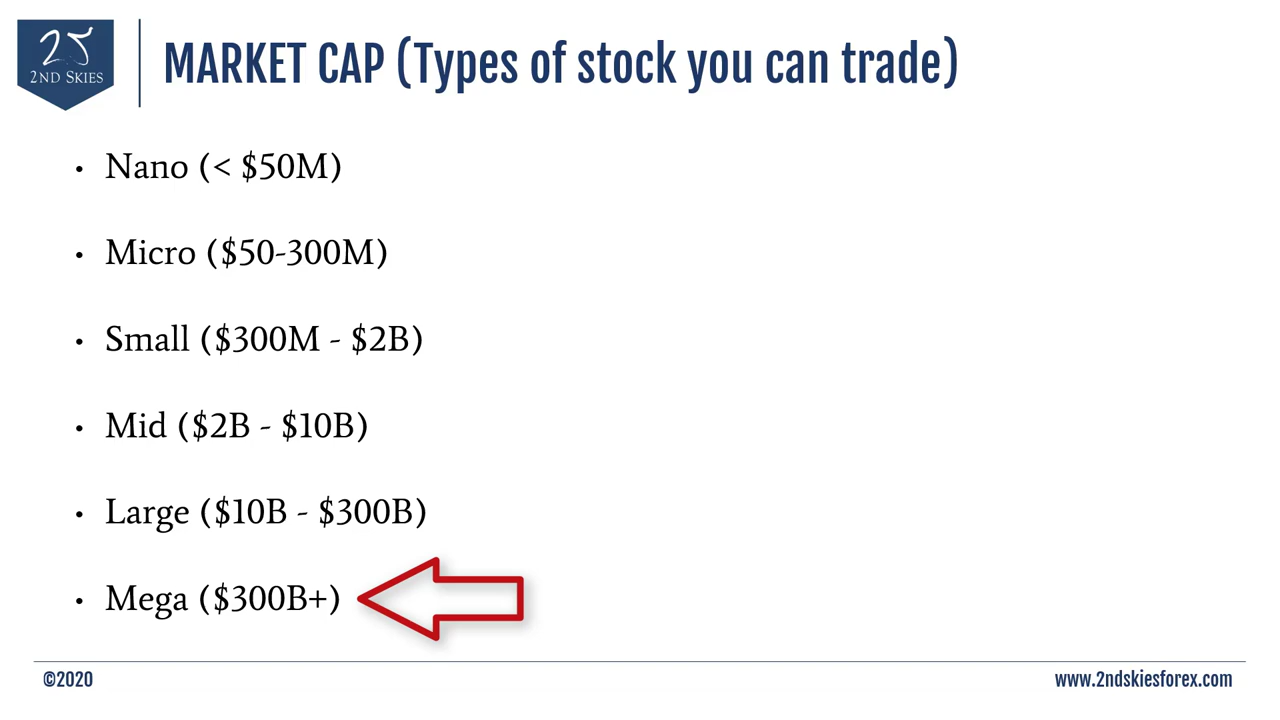 25
2ND SKIES
MARKET CAP (Types of stock you can trade)
• Nano (< $50M)
• Micro ($50-300M)
• Small ($300M - $2B)
• Mid ($2B - $10B)
• Large ($10B - $300B)
• Mega ($300B+)
©2020
www.2ndskiesforex.com